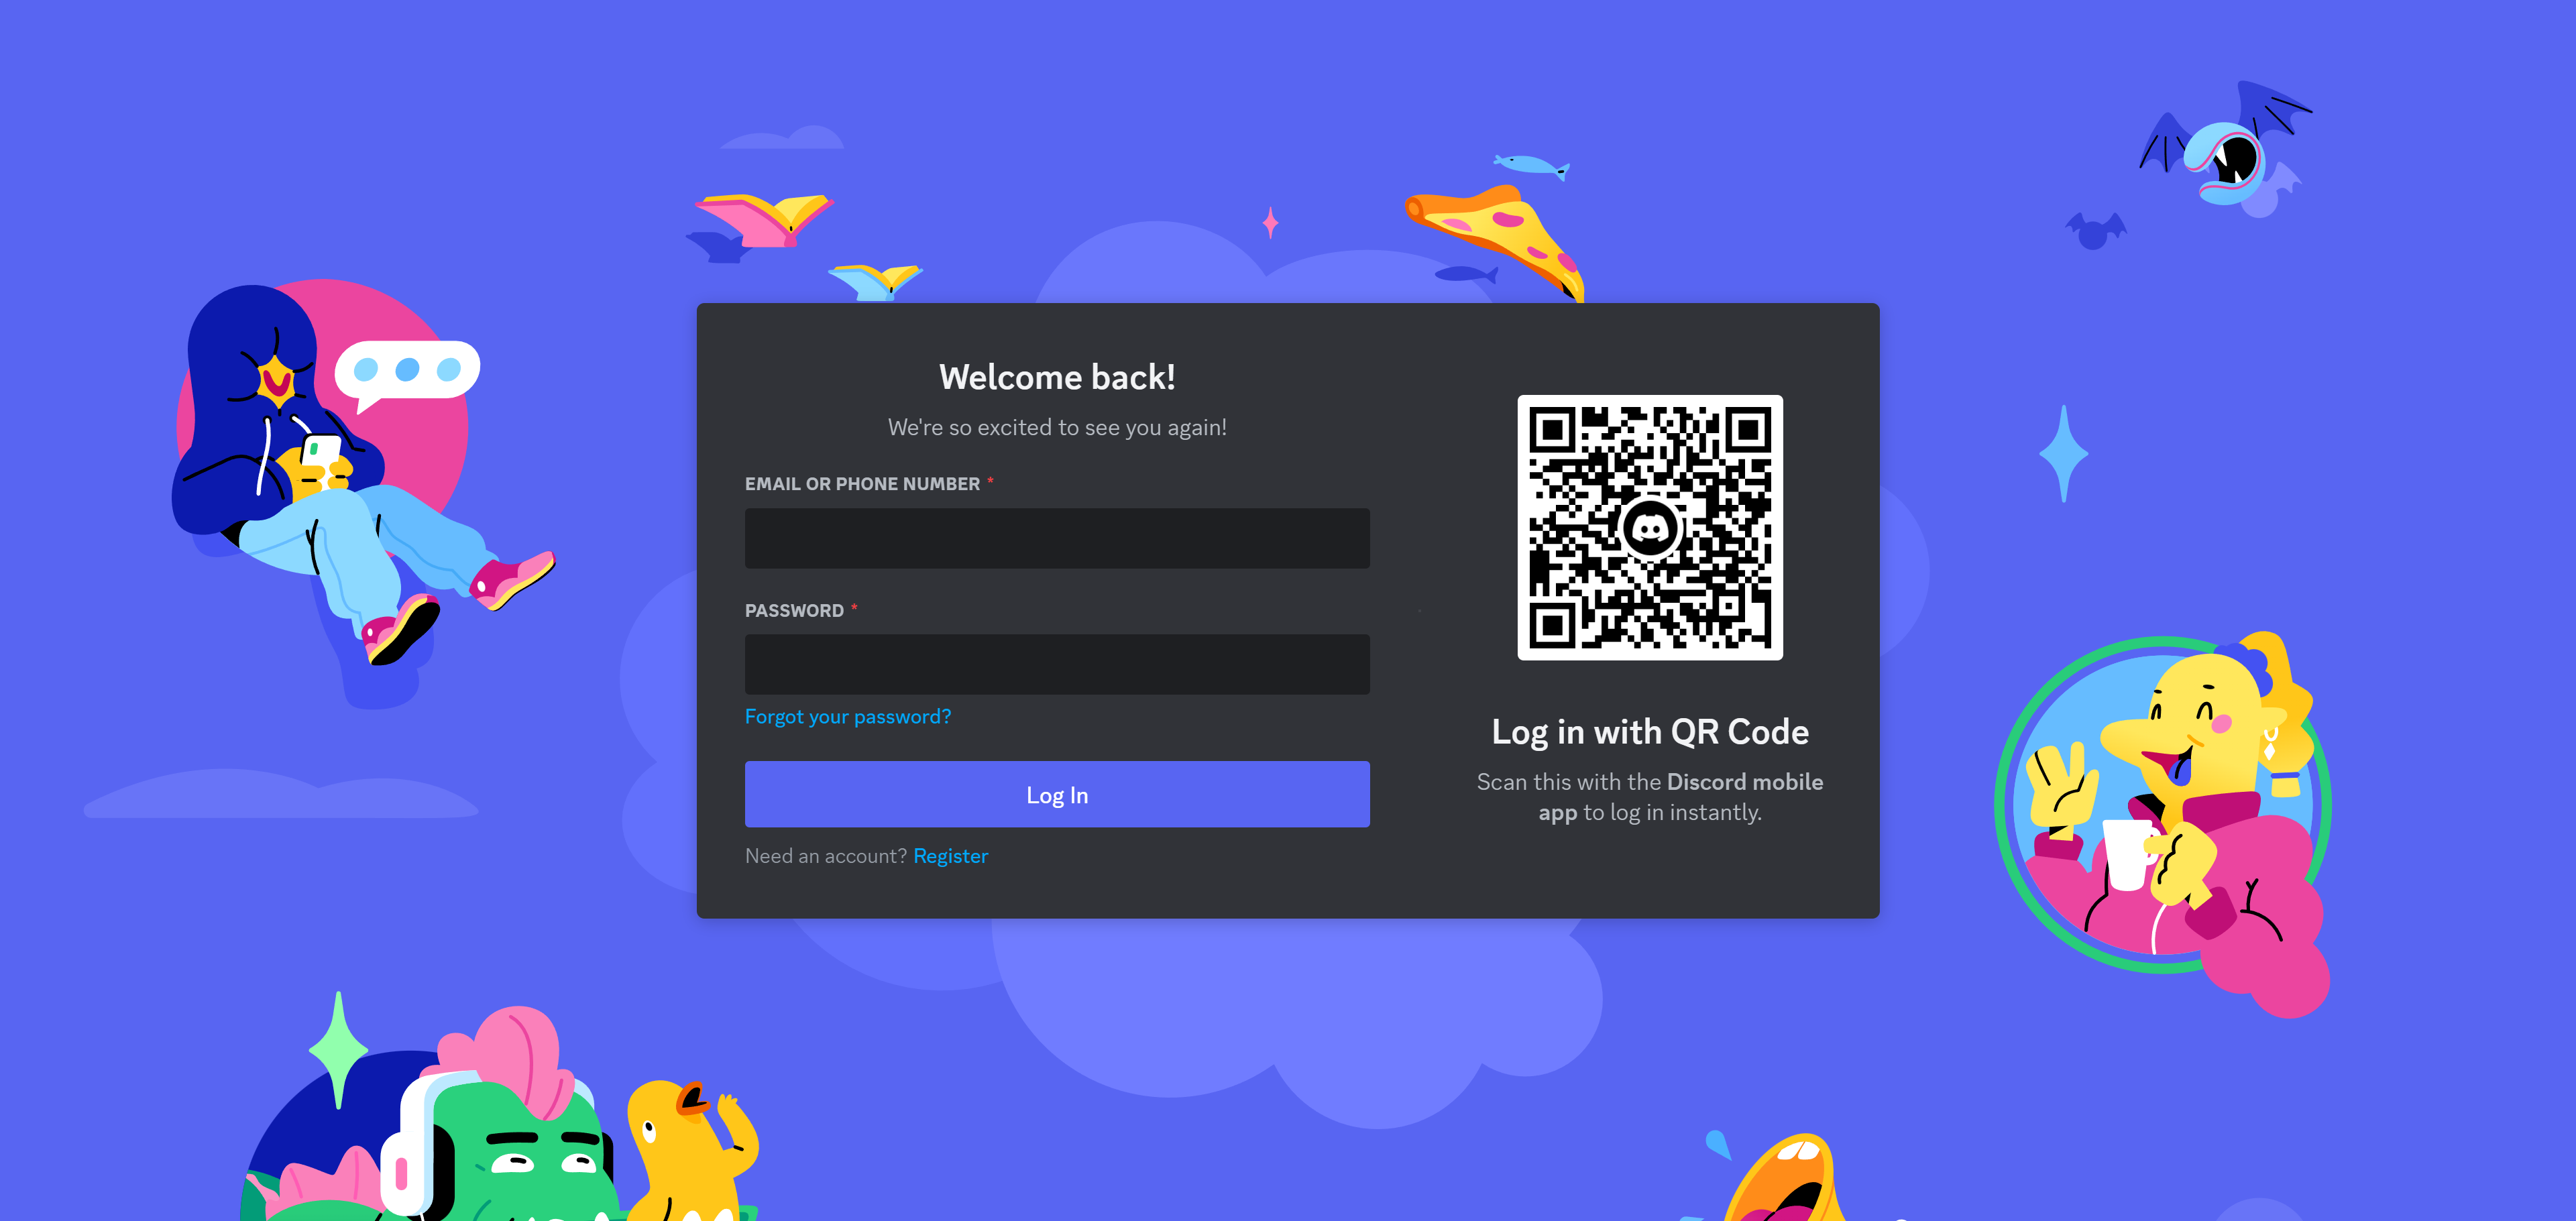 Welcome back!
We're so excited to see you again!
EMAIL OR PHONE NUMBER *
PASSWORD *
Forgot your password?
Log In
Need an account? Register
Log in with QR Code
Scan this with the Discord mobile
app to log in instantly.